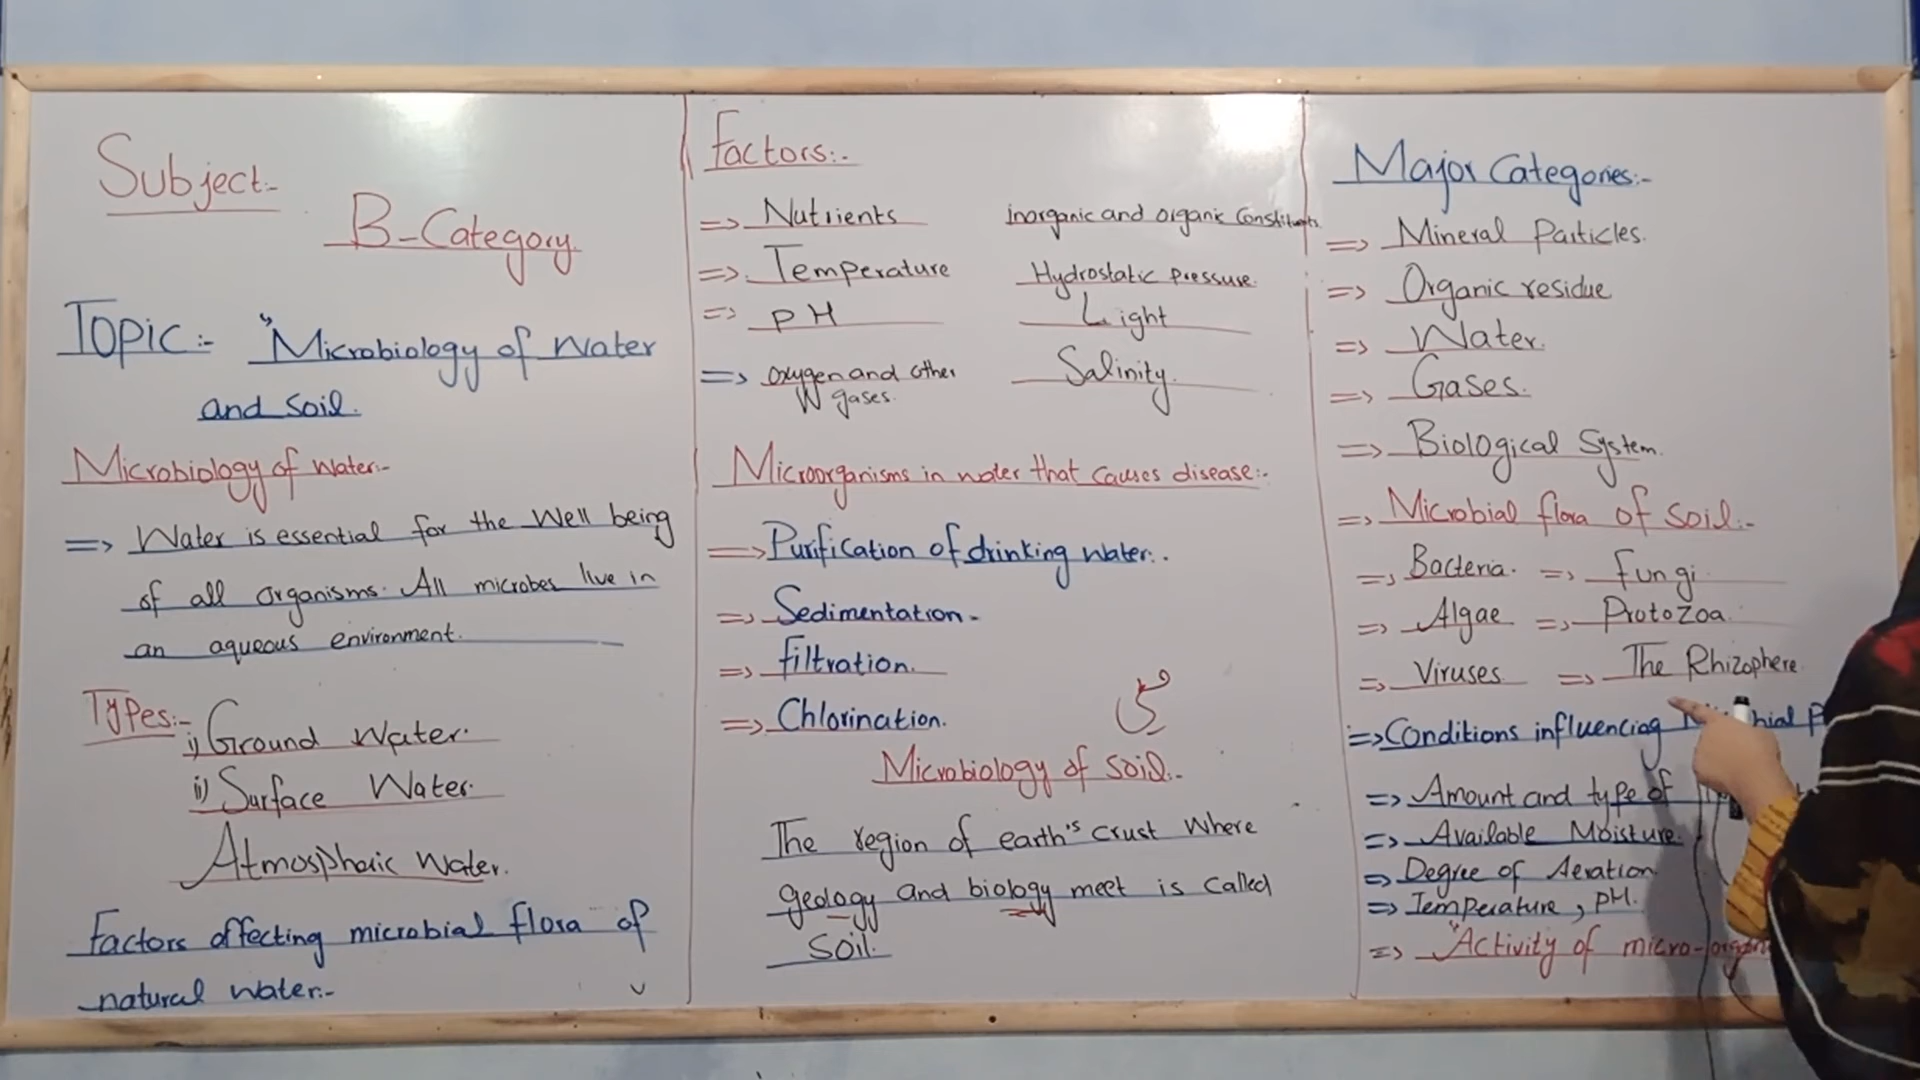 Subject:-
B-Category.
Topic:- "Microbiology of Water
and Soil.
Microbiology of Water:-
=> Water is essential for the Well being
of all organisms. All microbes live in
an aqueous environment.
Types:- i) Ground Water.
ii) Surface Water.
Atmospharic Water.
Factors affecting microbial flora of
natural Water:-
Factors:-
=> Nutrients inorganic and organic
=> Temperature Hydrostatic pressure.
=> PH Light
=> oxygen and other Salinity.
gases.
Microorganisms in water that causes disease:-
=> Purification of drinking water:.
=> Sedimentation-
=> filtration.
=> Chlorination.
Microbiology of soil:-
The region of earth's crust Where
geology and biology meet is called
Soil.
Major Categories:-
=> Mineral Particles.
=> Organic residue
=> Water.
=> Gases.
=> Biological System.
=> Microbial flora of Soil:-
=> Bacteria. => Fungi
=> Algae => Protozoa.
=> Viruses => The Rhizophere.
=> Conditions influencing
=> Amount and type of
=> Available Moisture.
=> Degree of Aeration
=> Temperature, PH.
=> "Activity of micro-